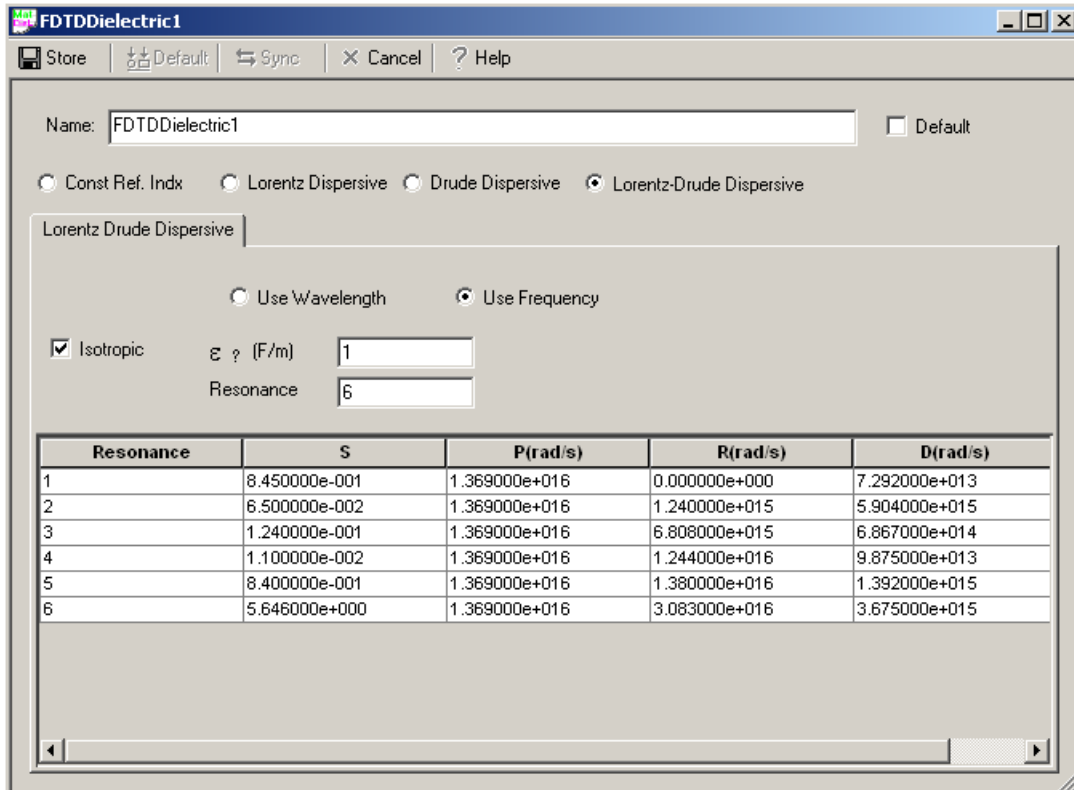 FDTDDielectric1
Store Default Sync Cancel ? Help
Name: FDTDDielectric1 Default
Const Ref. Indx Lorentz Dispersive Drude Dispersive Lorentz-Drude Dispersive
Lorentz Drude Dispersive
Use Wavelength Use Frequency
Isotropic ε ? (F/m) 1
Resonance 6
Resonance S P(rad/s) R(rad/s) D(rad/s)
1 8.450000e-001 1.369000e+016 0.000000e+000 7.292000e+013
2 6.500000e-002 1.369000e+016 1.240000e+015 5.904000e+015
3 1.240000e-001 1.369000e+016 6.808000e+015 6.867000e+014
4 1.100000e-002 1.369000e+016 1.244000e+016 9.875000e+013
5 8.400000e-001 1.369000e+016 1.380000e+016 1.392000e+015
6 5.646000e+000 1.369000e+016 3.083000e+016 3.675000e+015